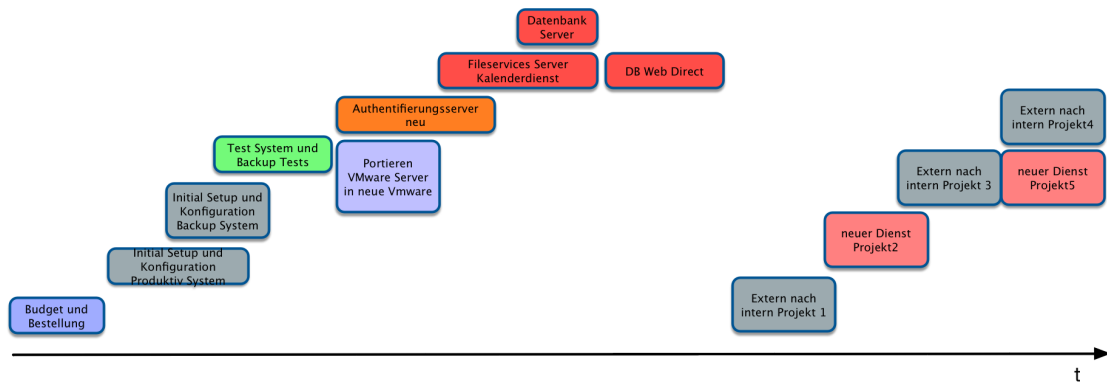 Datenbank
Server
Fileservices Server
Kalenderdienst
DB Web Direct
Authentifierungsserver
neu
Extern nach
intern Projekt4
Test System und
Backup Tests
Portieren
VMware Server
in neue Vmware
Extern nach
intern Projekt 3
neuer Dienst
Projekt5
Initial Setup und
Konfiguration
Backup System
neuer Dienst
Projekt2
Initial Setup und
Konfiguration
Produktiv System
Extern nach
intern Projekt 1
Budget und
Bestellung
t